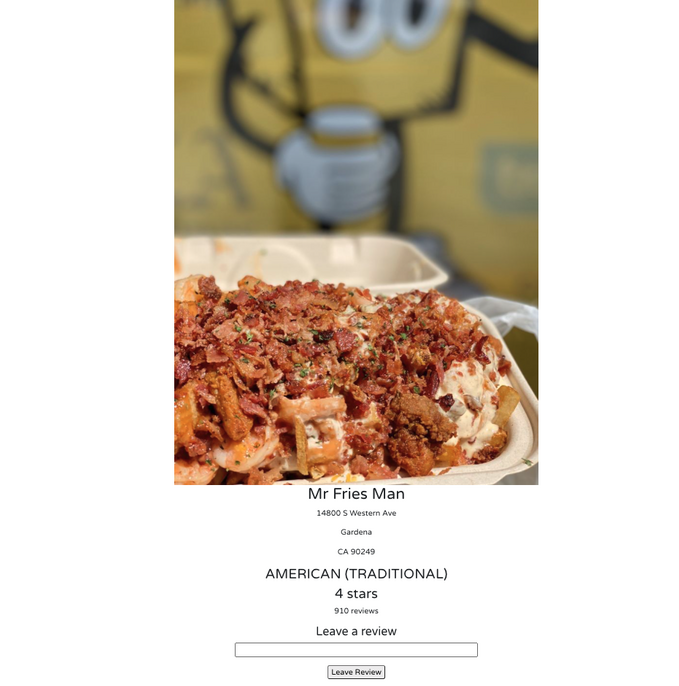 Mr Fries Man
14800 S Western Ave
Gardena
CA 90249
AMERICAN (TRADITIONAL)
4 stars
910 reviews
Leave a review
Leave Review